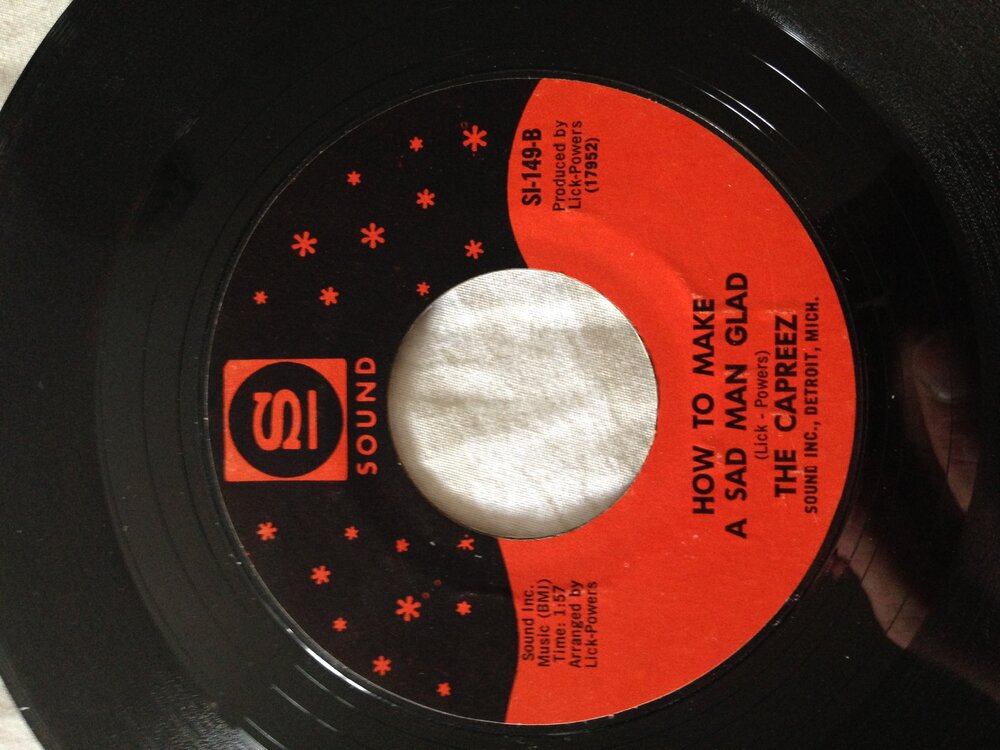 SI
SOUND
Sound Inc.
Music (BMI)
Time: 1:57
Arranged by
Lick-Powers
SI-149-B
Produced by
Lick-Powers
(17952)
HOW TO MAKE
A SAD MAN GLAD
(Lick - Powers)
THE CAPREEZ
SOUND INC., DETROIT, MICH.